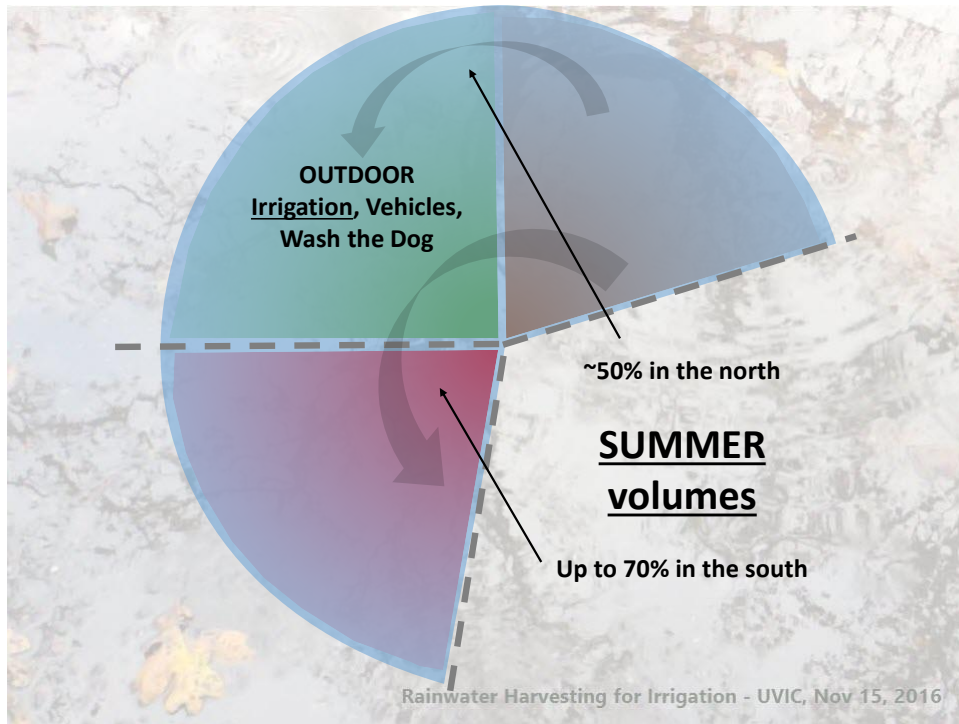 OUTDOOR
Irrigation, Vehicles,
Wash the Dog
~50% in the north
SUMMER
volumes
Up to 70% in the south
Rainwater Harvesting for Irrigation - UVIC, Nov 15, 2016